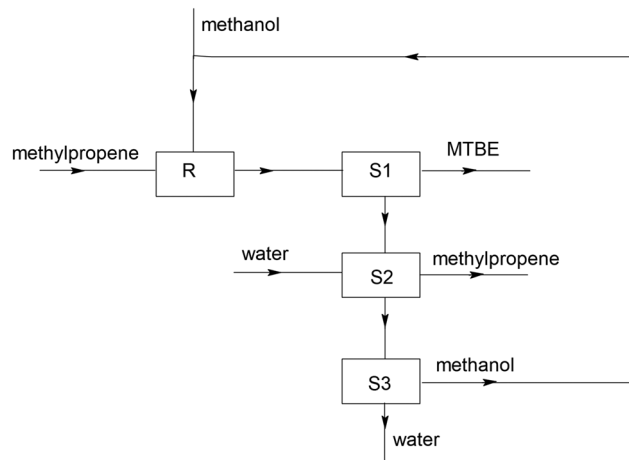 methanol
methylpropene
R
S1
MTBE
water
S2
methylpropene
S3
methanol
water